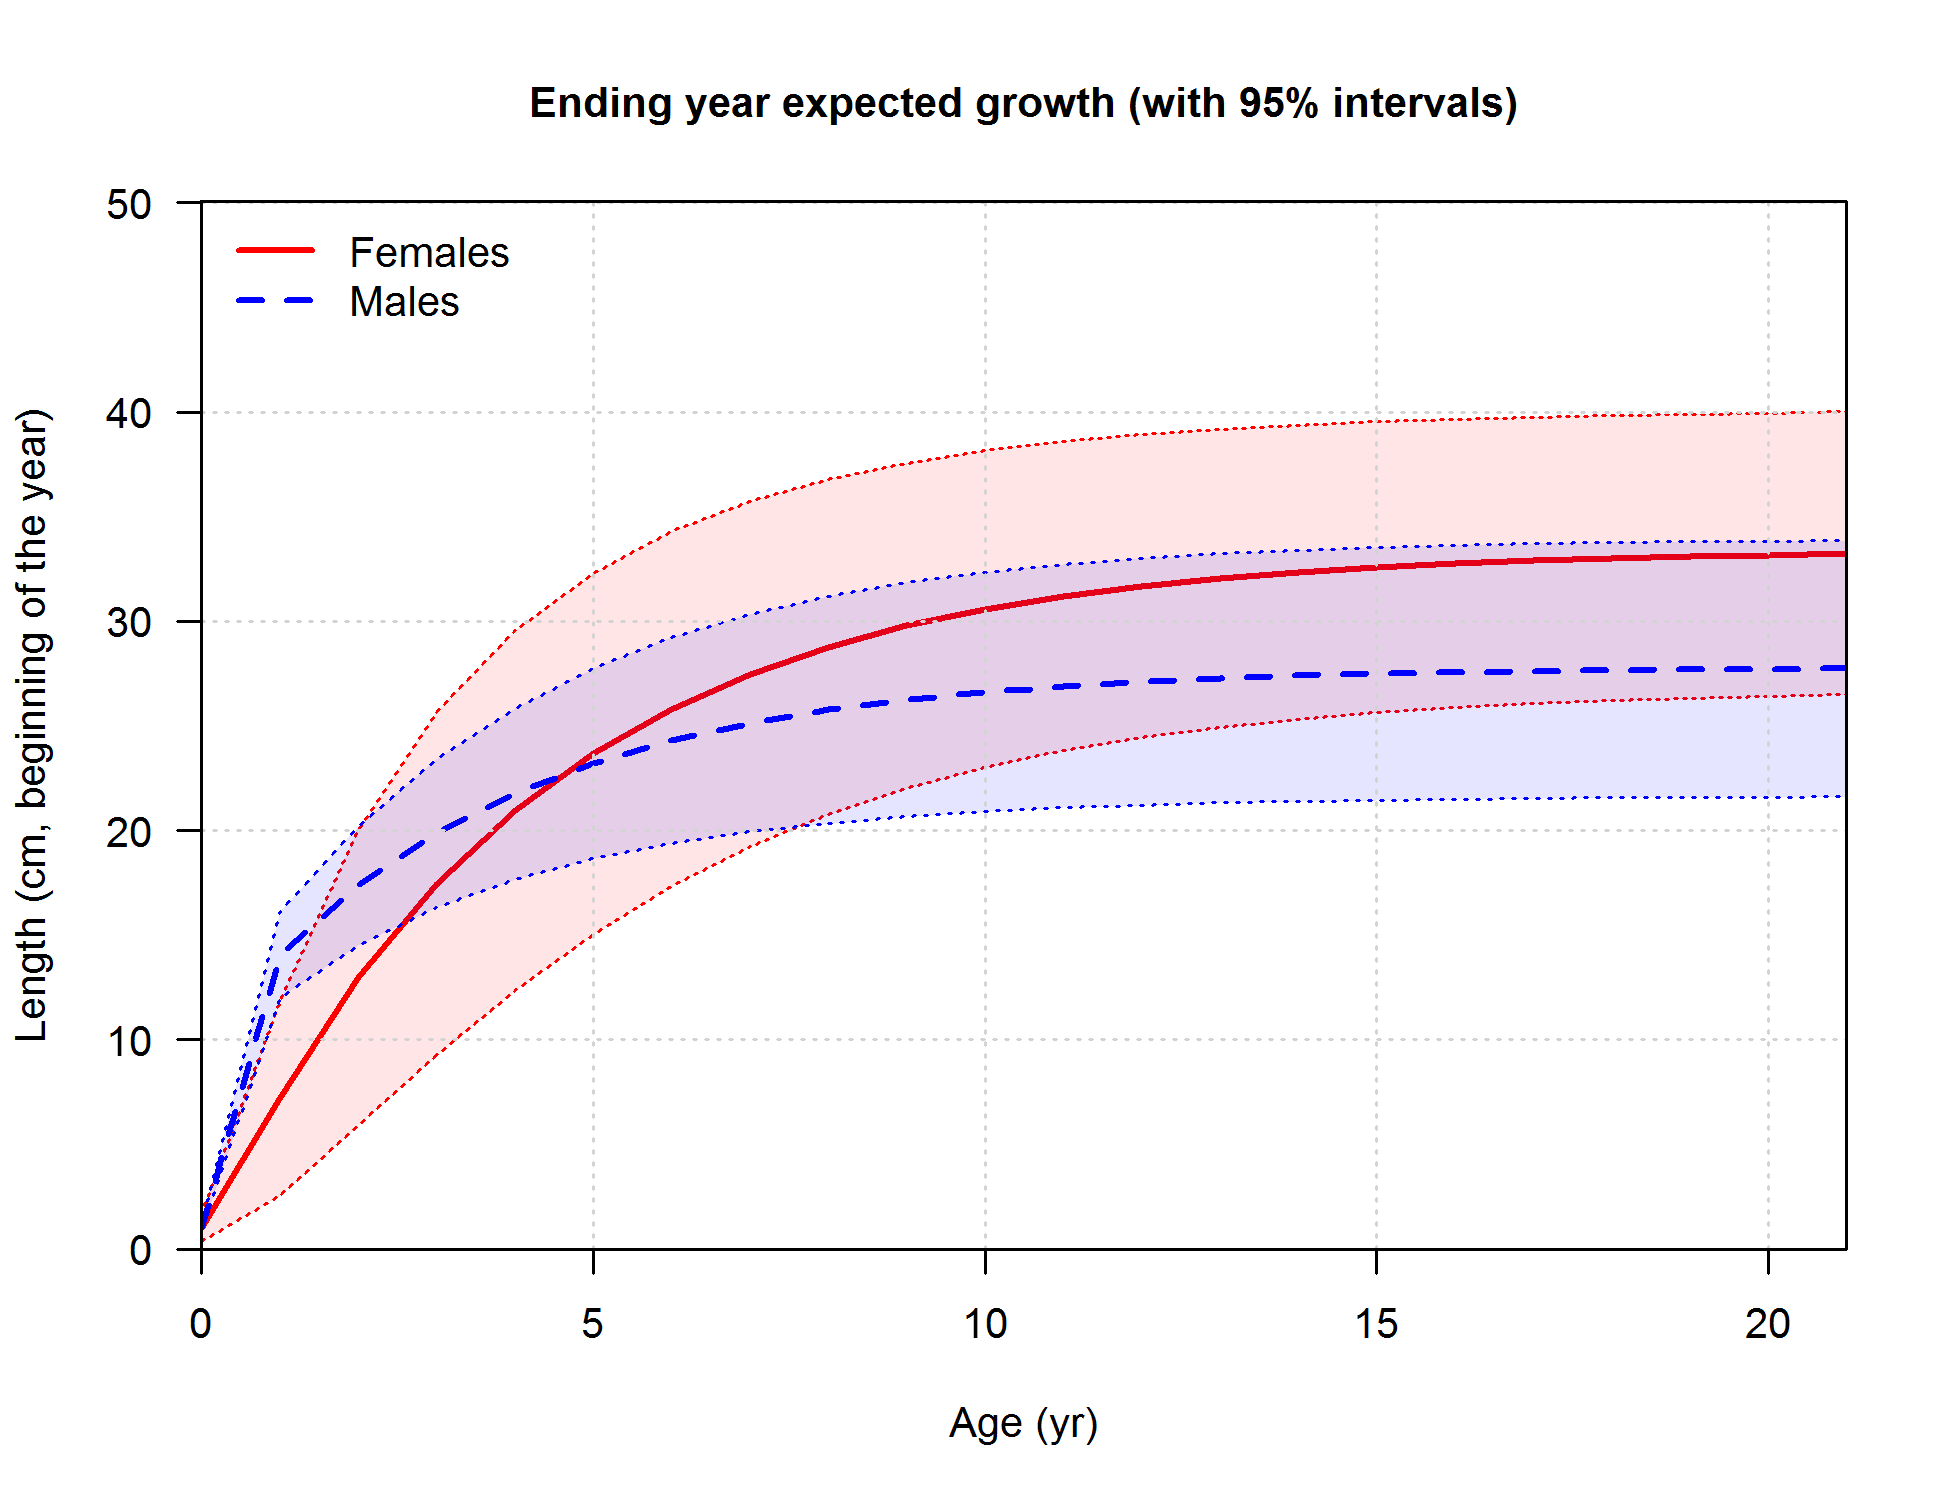 Ending year expected growth (with 95% intervals)
50
40
30
20
10
0
Females
Males
Length (cm, beginning of the year)
0 5 10 15 20
Age (yr)